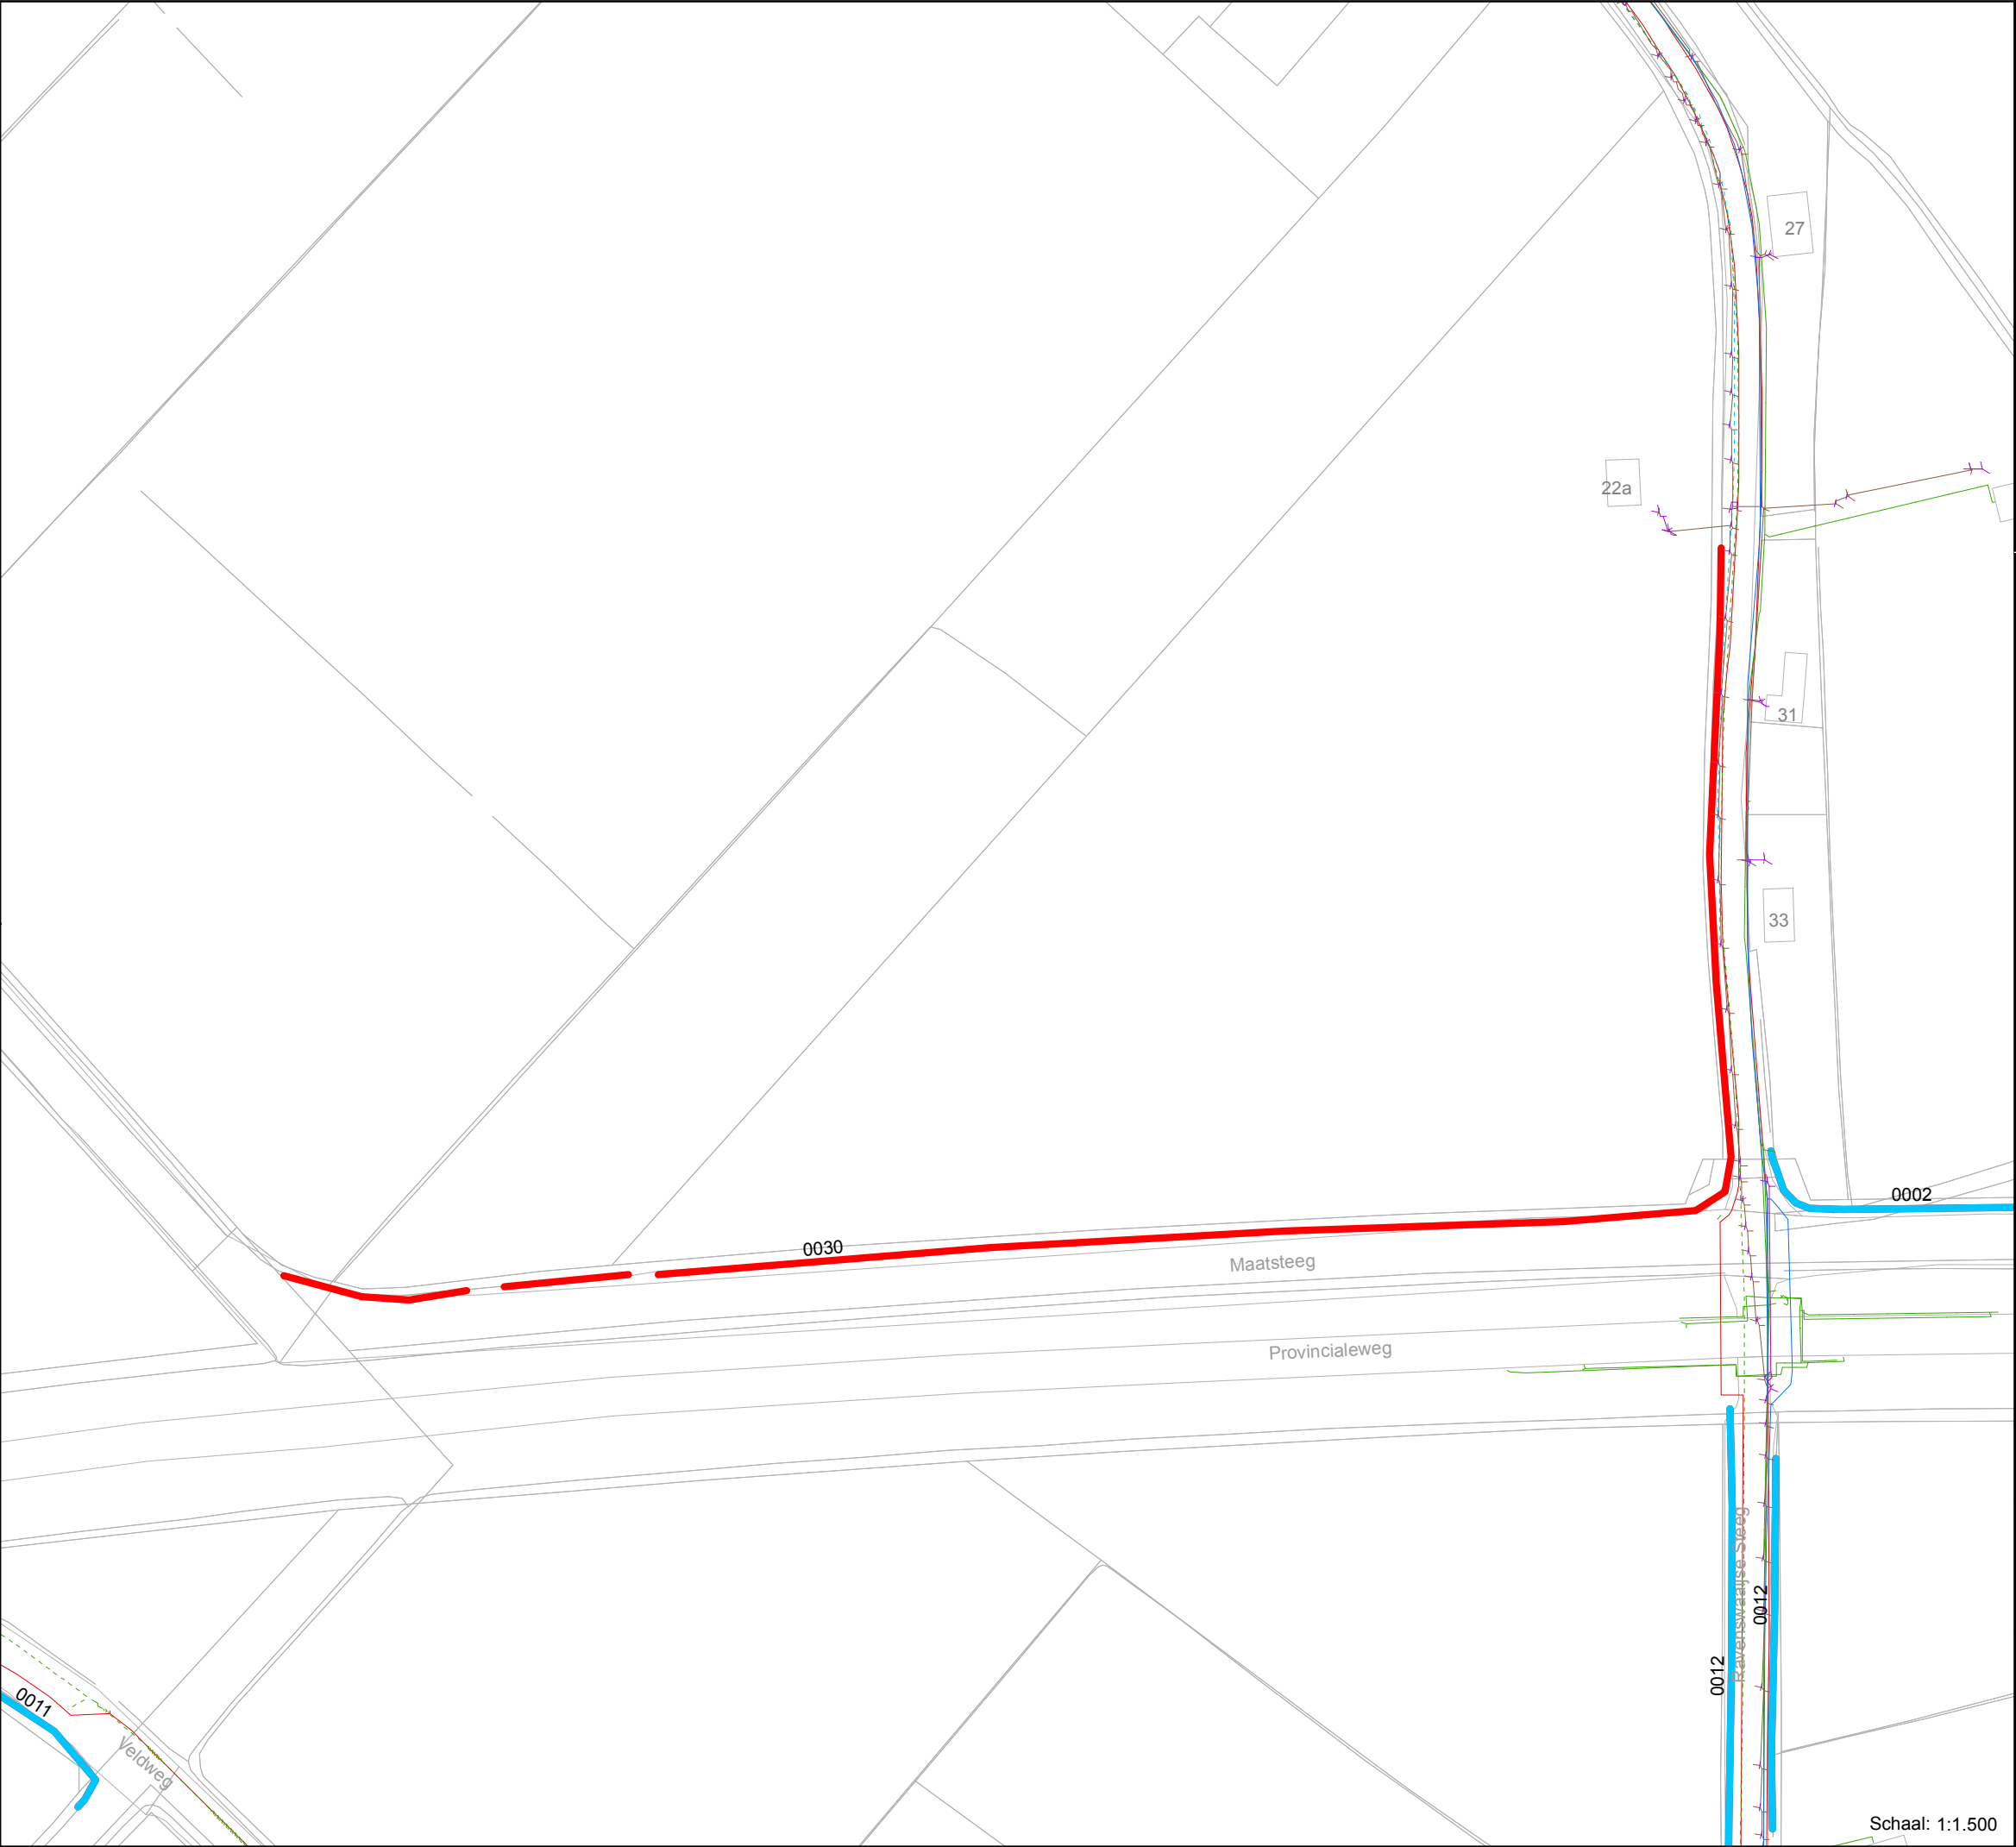 27
22a
31
33
0002
0030
Maatsteeg
Provincialeweg
Ravenswaaijse Steeg
0012
0012
0011
Veldweg
Schaal: 1:1.500